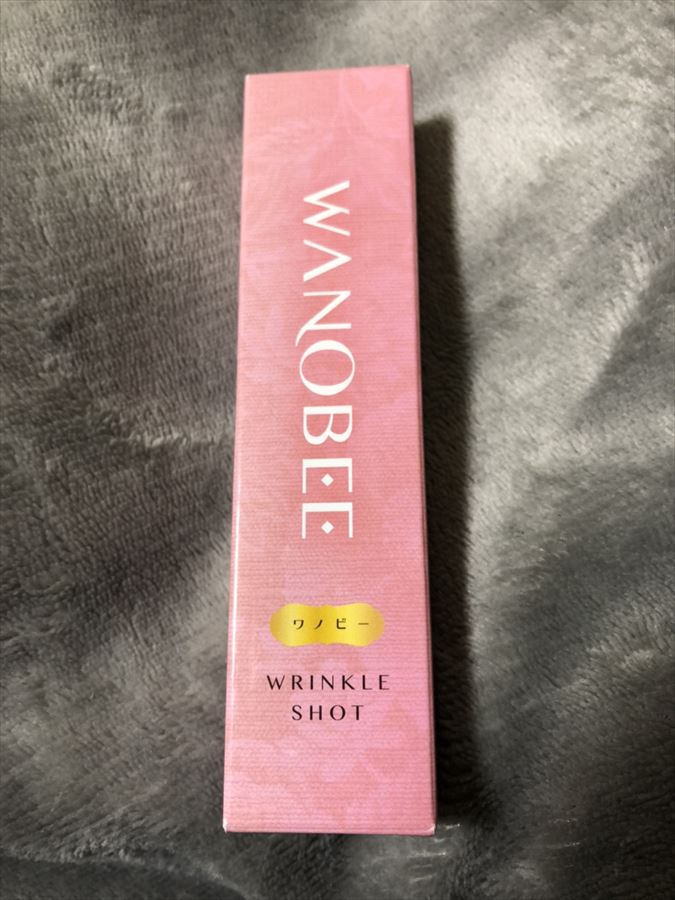 WANOBEE
ワノビー
WRINKLE
SHOT